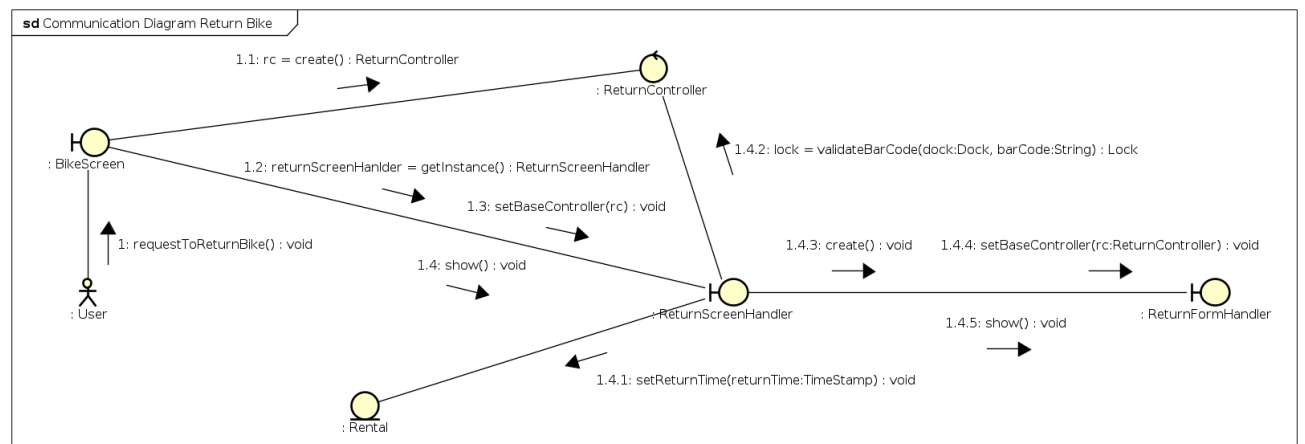 sd Communication Diagram Return Bike
1.1: rc = create() : ReturnController
: ReturnController
: BikeScreen
1.2: returnScreenHanlder = getInstance() : ReturnScreenHandler
1.4.2: lock = validateBarCode(dock:Dock, barCode:String) : Lock
1.3: setBaseController(rc) : void
1: requestToReturnBike() : void
1.4.3: create() : void
1.4.4: setBaseController(rc:ReturnController) : void
1.4: show() : void
: User
: ReturnScreenHandler
: ReturnFormHandler
1.4.5: show() : void
1.4.1: setReturnTime(returnTime:TimeStamp) : void
: Rental